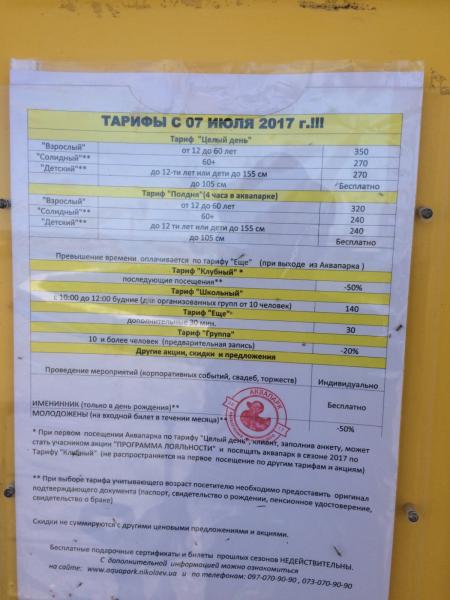 ТАРИФЫ С 07 ИЮЛЯ 2017 г.!!!
Тариф "Целый день"
"Взрослый" от 12 до 60 лет 350
"Солидный"** 60+ 270
"Детский"** до 12-ти лет или дети до 155 см 270
до 105 см Бесплатно
Тариф "Полдня"(4 часа в аквапарке)
"Взрослый" от 12 до 60 лет 320
"Солидный"** 60+ 240
"Детский"** до 12 ти лет или дети до 155 см 240
до 105 см Бесплатно
Превышение времени оплачивается по тарифу "Еще" (при выходе из Аквапарка )
Тариф "Клубный" *
последующие посещения** -50%
Тариф "Школьный"
с 10:00 до 12:00 будние (для организованных групп от 10 человек) 140
Тариф "Еще"
дополнительные 30 мин. 30
Тариф "Группа"
10 и более человек (предварительная запись) -20%
Другие акции, скидки и предложения
Проведение мероприятий (корпоративных событий, свадеб, торжеств) Индивидуально
АКВАПАРК
ИМЕНИННИК (только в день рождения)** Бесплатно
МОЛОДОЖЕНЫ (на входной билет в течении месяца)** -50%
* При первом посещении Аквапарка по тарифу "Целый день", клиент, заполнив анкету, может
стать учасником акции "ПРОГРАММА ЛОЯЛЬНОСТИ" и посещать аквапарк в сезоне 2017 по
Тарифу "Клубный" (не распространяется на первое посещение по другим тарифам и акциям)
** При выборе тарифа учитывающего возраст посетителю необходимо предоставить оригинал
подтверждающего документа (паспорт, свидетельство о рождении, пенсионное удостоверение,
свидетельство о браке)
Скидки не суммируются с другими ценовыми предложениями и акциями.
Бесплатные подарочные сертификаты и билеты прошлых сезонов НЕДЕЙСТВИТЕЛЬНЫ.
С дополнительной информацией можно ознакомиться
на сайте: www.aquapark.nikolaev.ua и по телефонам: 097-070-90-90 , 073-070-90-90